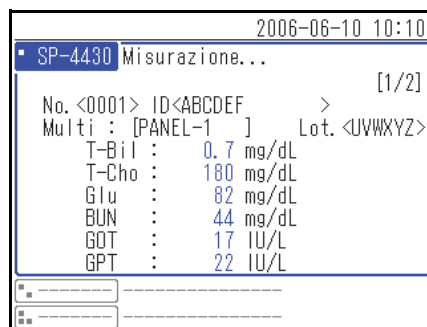 2006-06-10 10:10
SP-4430 Misurazione...
[1/2]
No.<0001> ID<ABCDEF >
Multi : [PANEL-1 ] Lot.<UVWXYZ>
T-Bil : 0.7 mg/dL
T-Cho : 180 mg/dL
Glu : 82 mg/dL
BUN : 44 mg/dL
GOT : 17 IU/L
GPT : 22 IU/L
------- ---------------
------- ---------------